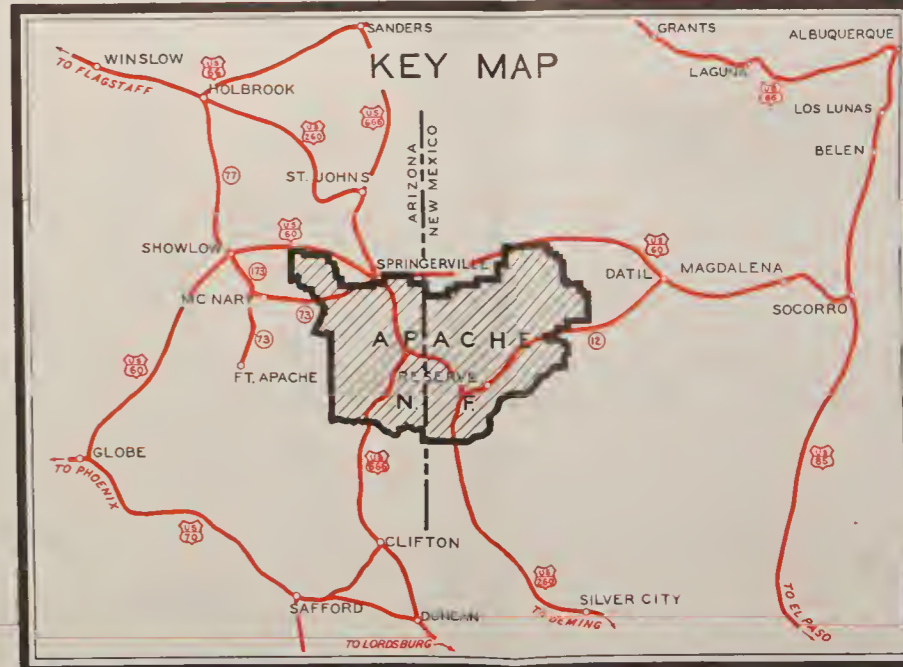 SANDERS
GRANTS
ALBUQUERQUE
WINSLOW
KEY MAP
TO FLAGSTAFF
US 66
HOLBROOK
LAGUNA
US 66
LOS LUNAS
US 260
US 666
BELEN
ST. JOHNS
ARIZONA
NEW MEXICO
77
US 60
SHOWLOW
SPRINGERVILLE
US 60
DATIL
MAGDALENA
173
MC NARY
73
SOCORRO
APACHE
12
73
FT. APACHE
RESERVE
US 60
N. F.
GLOBE
TO PHOENIX
US 666
US 85
US 70
CLIFTON
US 260
SILVER CITY
SAFFORD
DUNCAN
TO DEMING
TO EL PASO
TO LORDSBURG